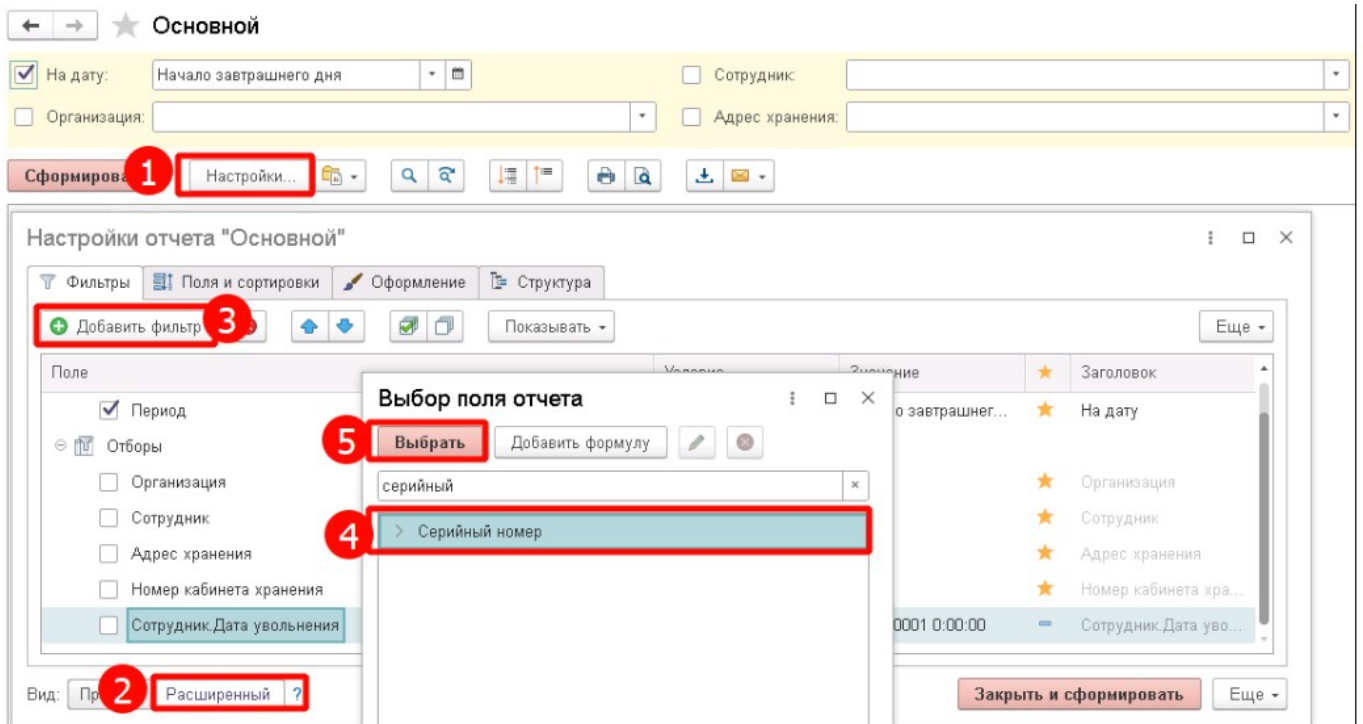 Основной
На дату: Начало завтрашнего дня Сотрудник:
Организация: Адрес хранения:
Сформирова 1 Настройки...
Настройки отчета "Основной"
Фильтры Поля и сортировки Оформление Структура
Добавить фильтр 3 Показывать Еще
Поле Условие Значение Заголовок
Выбор поля отчета
Период о завтрашнег... На дату
5 Выбрать Добавить формулу
Отборы
серийный
Организация Организация
Сотрудник Сотрудник
4 Серийный номер
Адрес хранения Адрес хранения
Номер кабинета хранения Номер кабинета хра...
Сотрудник.Дата увольнения 0001 0:00:00 Сотрудник.Дата уво...
Вид: Пр 2 Расширенный ? Закрыть и сформировать Еще